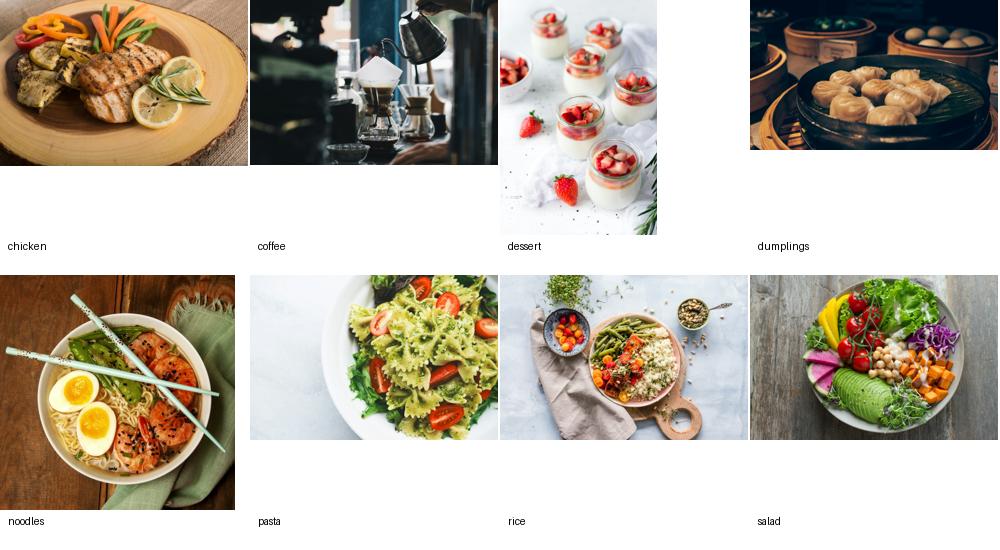 chicken
coffee
dessert
dumplings
noodles
pasta
rice
salad